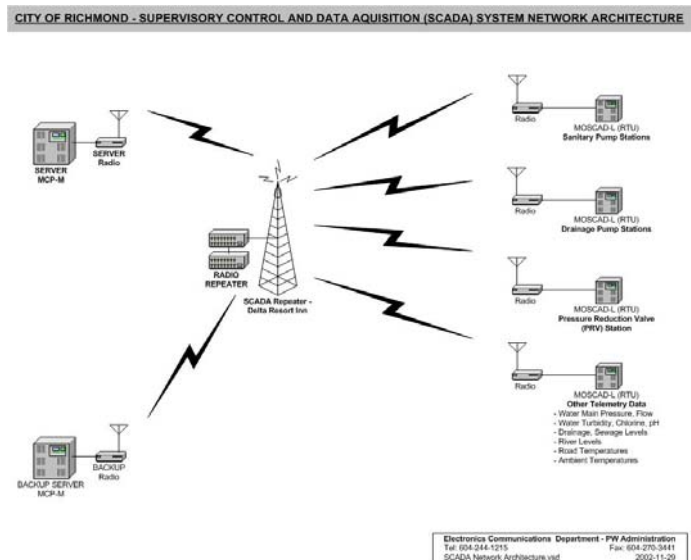 CITY OF RICHMOND - SUPERVISORY CONTROL AND DATA AQUISITION (SCADA) SYSTEM NETWORK ARCHITECTURE
SERVER
MCP-M
SERVER
Radio
RADIO
REPEATER
SCADA Repeater -
Delta Resort Inn
BACKUP SERVER
MCP-M
BACKUP
Radio
Radio
MOSCAD-L (RTU)
Sanitary Pump Stations
Radio
MOSCAD-L (RTU)
Drainage Pump Stations
Radio
MOSCAD-L (RTU)
Pressure Reduction Valve
(PRV) Station
Radio
MOSCAD-L (RTU)
Other Telemetry Data
- Water Main Pressure, Flow
- Water Turbidity, Chlorine, pH
- Drainage, Sewage Levels
- River Levels
- Road Temperatures
- Ambient Temperatures
Electronics Communications Department - PW Administration
Tel: 604-244-1215 Fax: 604-270-3441
SCADA Network Architecture.vsd 2002-11-29